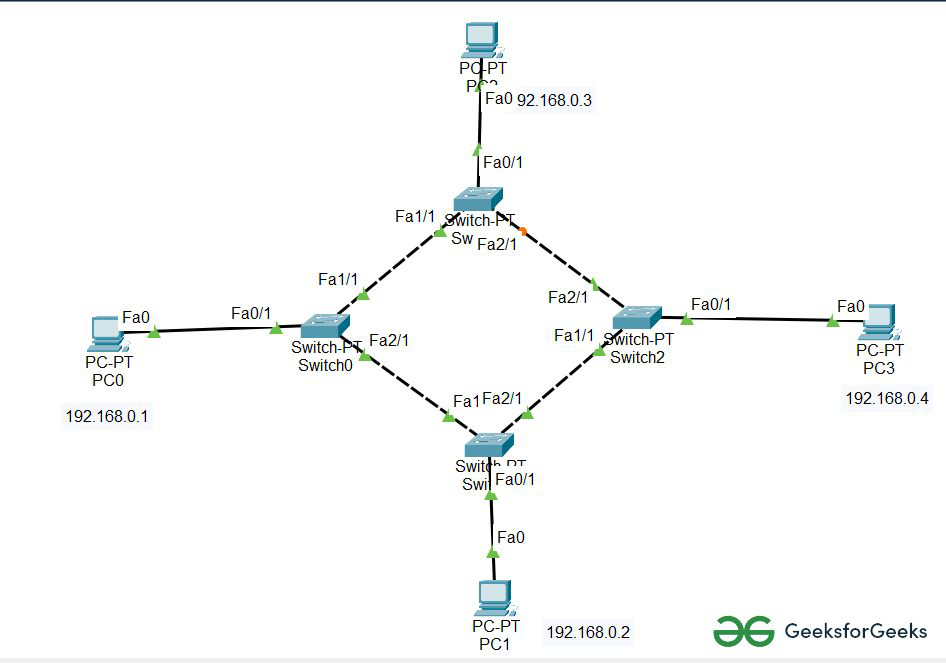 PC-PT
Fa0
92.168.0.3
Fa0/1
Fa1/1
Switch-PT
Sw
Fa2/1
Fa1/1
Fa2/1
Fa0
Fa0/1
Fa0/1
Fa0
Switch-PT
Switch0
Fa2/1
Fa1/1
Switch-PT
Switch2
PC-PT
PC0
PC-PT
PC3
192.168.0.1
192.168.0.4
Fa1
Fa2/1
Fa0/1
Fa0
PC-PT
PC1
192.168.0.2
GeeksforGeeks